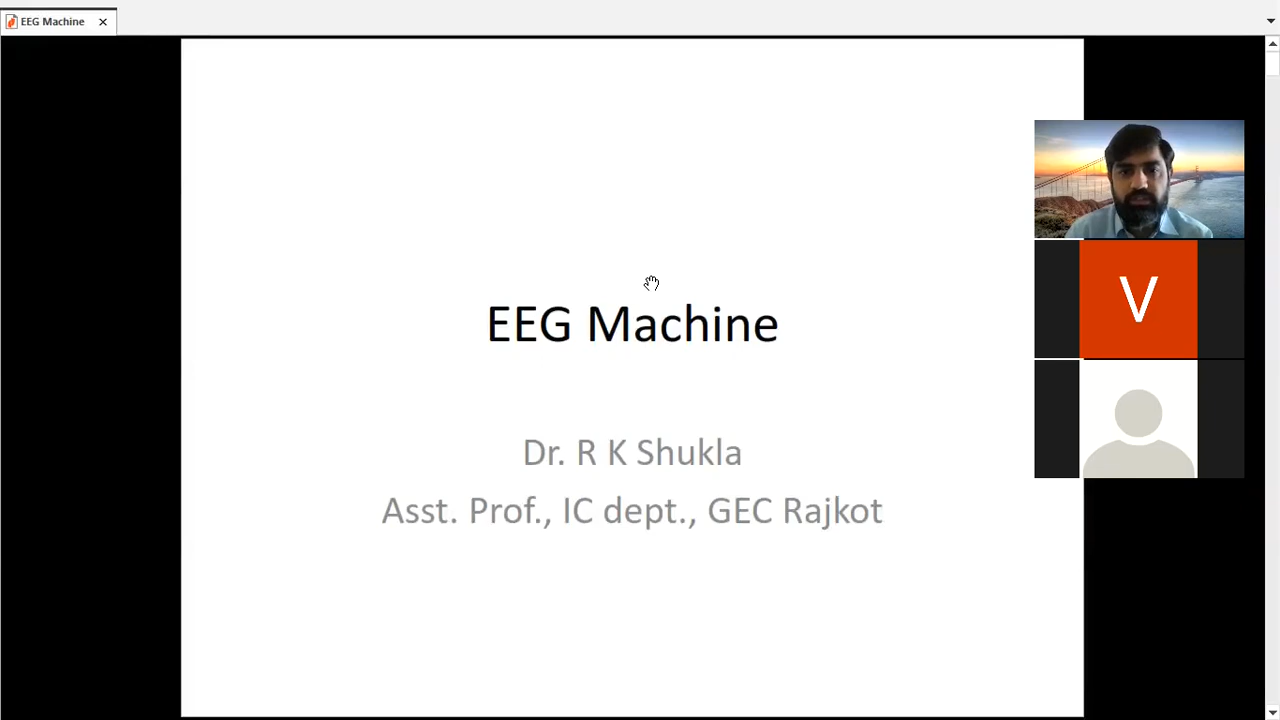 EEG Machine
EEG Machine
Dr. R K Shukla
Asst. Prof., IC dept., GEC Rajkot
V